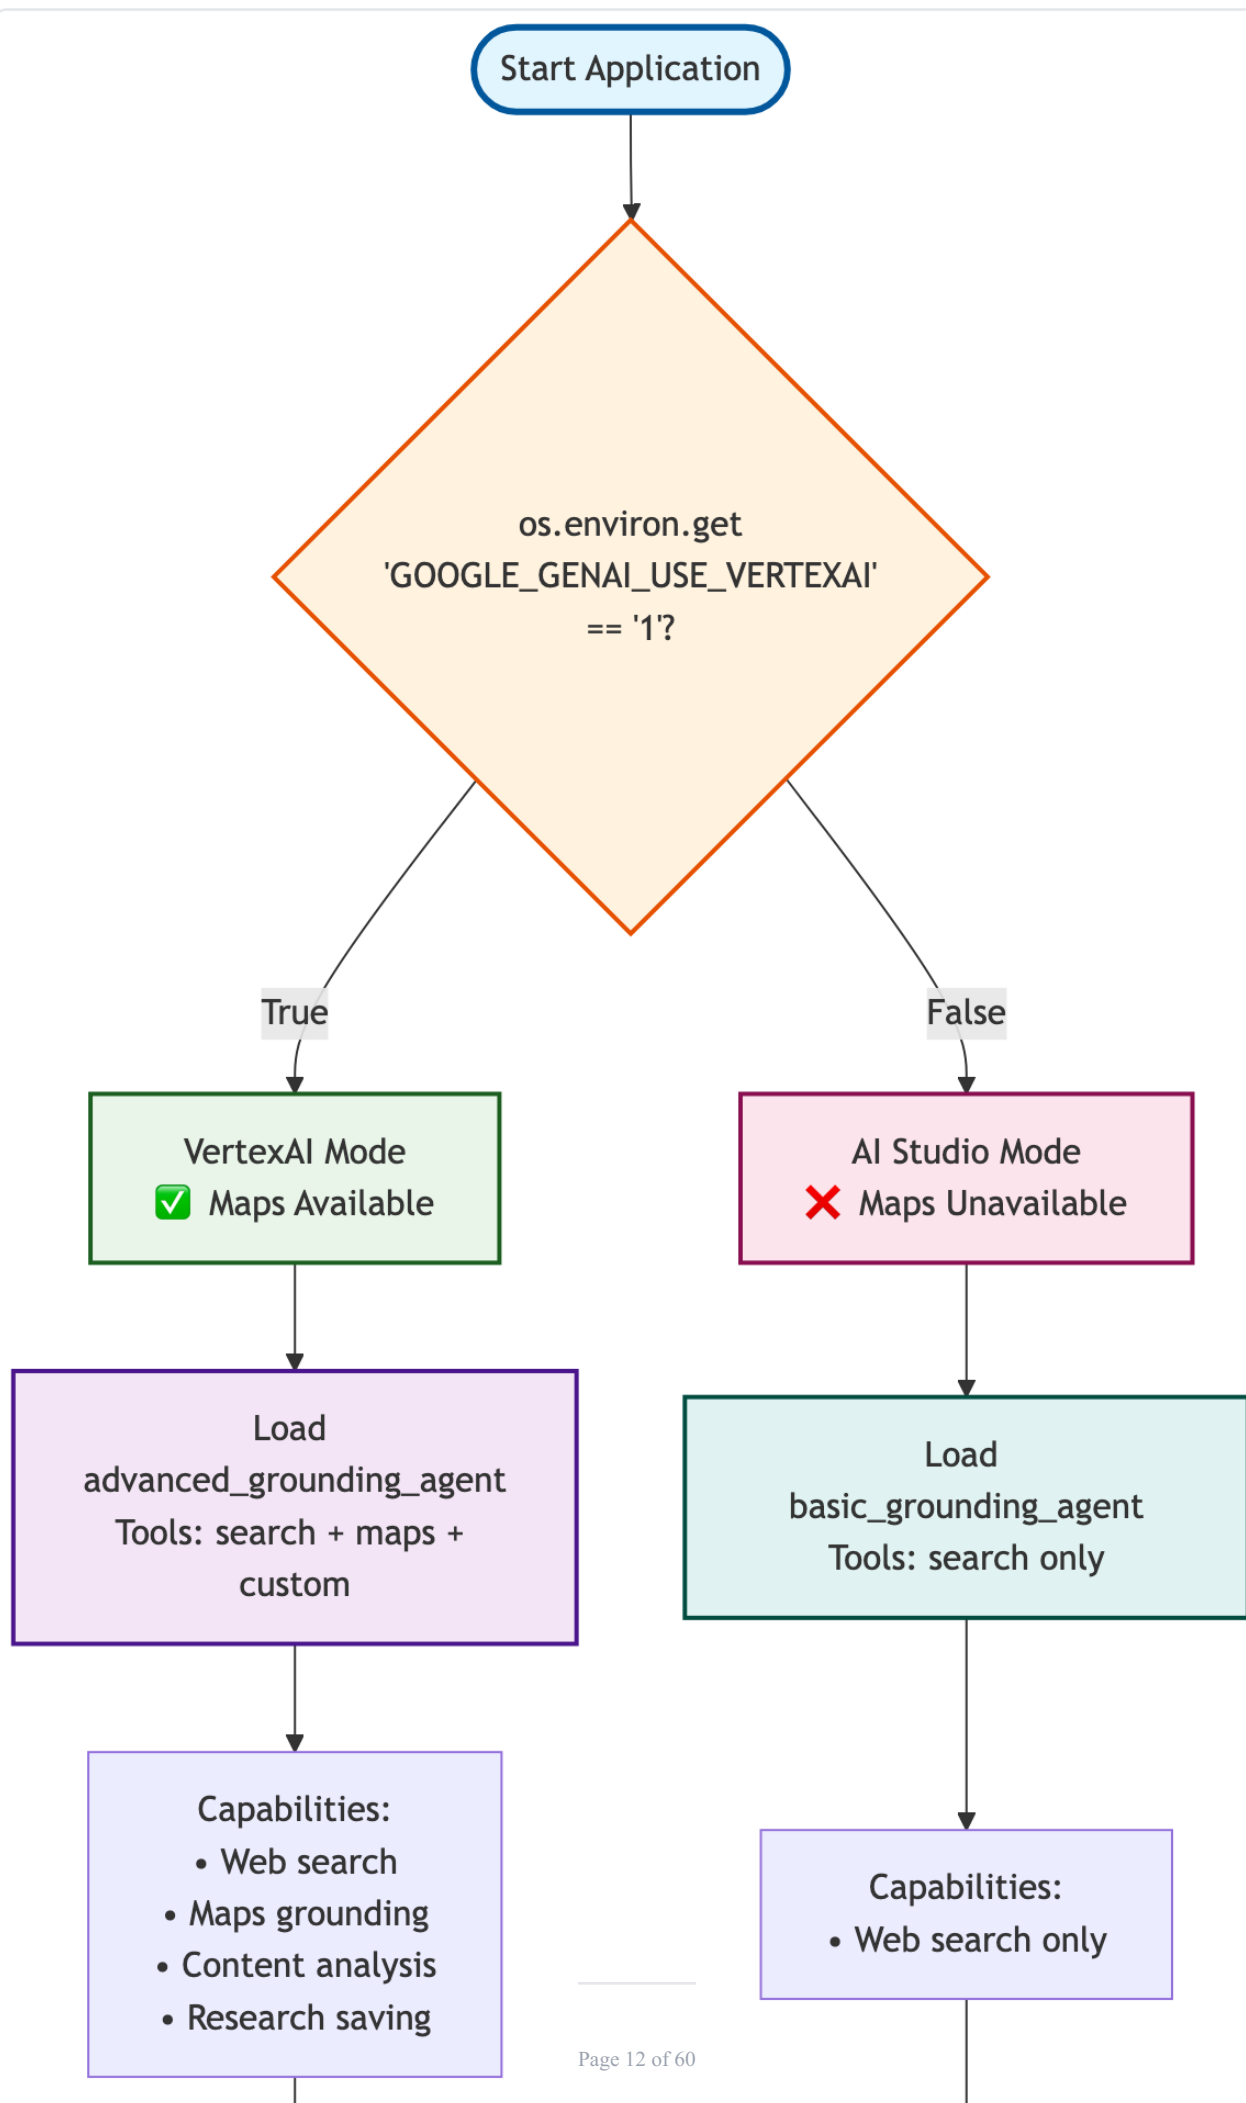 Start Application
os.environ.get
'GOOGLE_GENAI_USE_VERTEXAI'
== '1'?
True
False
VertexAI Mode
✅ Maps Available
AI Studio Mode
❌ Maps Unavailable
Load
advanced_grounding_agent
Tools: search + maps +
custom
Load
basic_grounding_agent
Tools: search only
Capabilities:
• Web search
• Maps grounding
• Content analysis
• Research saving
Capabilities:
• Web search only
Page 12 of 60